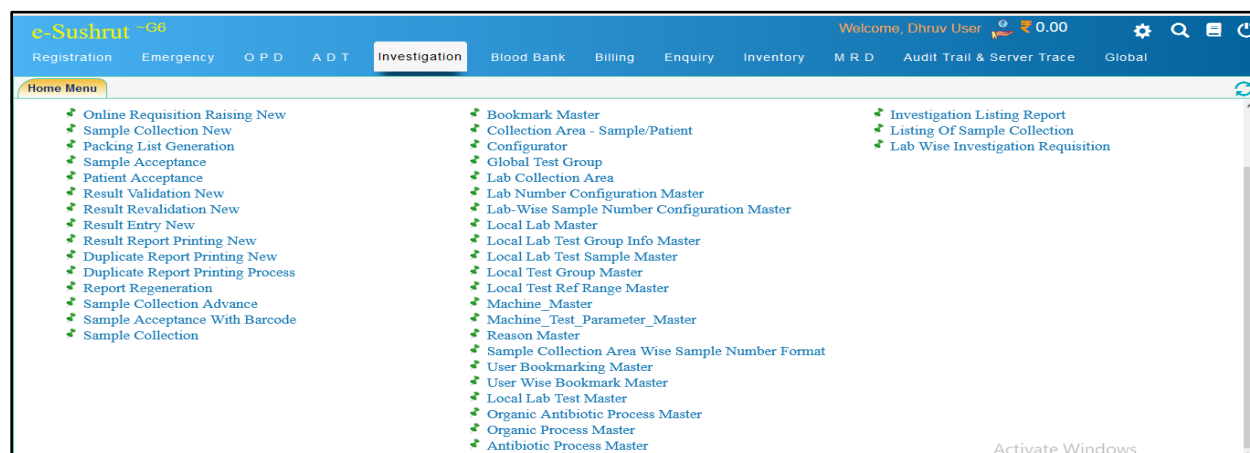 e-Sushrut ~G6
Welcome, Dhruv User ₹ 0.00
Registration Emergency O P D A D T Investigation Blood Bank Billing Enquiry Inventory M R D Audit Trail & Server Trace Global
Home Menu
Online Requisition Raising New
Sample Collection New
Packing List Generation
Sample Acceptance
Patient Acceptance
Result Validation New
Result Revalidation New
Result Entry New
Result Report Printing New
Duplicate Report Printing New
Duplicate Report Printing Process
Report Regeneration
Sample Collection Advance
Sample Acceptance With Barcode
Sample Collection
Bookmark Master
Collection Area - Sample/Patient
Configurator
Global Test Group
Lab Collection Area
Lab Number Configuration Master
Lab-Wise Sample Number Configuration Master
Local Lab Master
Local Lab Test Group Info Master
Local Lab Test Sample Master
Local Test Group Master
Local Test Ref Range Master
Machine_Master
Machine_Test_Parameter_Master
Reason Master
Sample Collection Area Wise Sample Number Format
User Bookmarking Master
User Wise Bookmark Master
Local Lab Test Master
Organic Antibiotic Process Master
Organic Process Master
Antibiotic Process Master
Investigation Listing Report
Listing Of Sample Collection
Lab Wise Investigation Requisition
Activate Windows